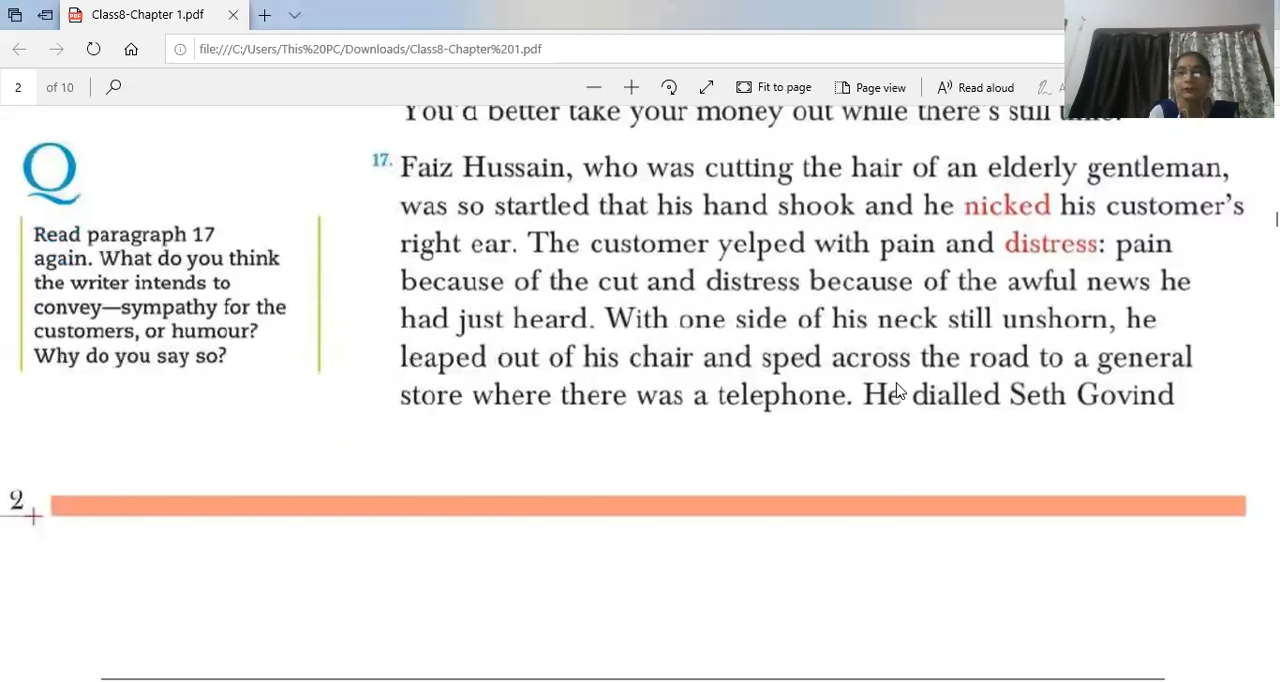 Class8-Chapter 1.pdf
file:///C:/Users/This%20PC/Downloads/Class8-Chapter%201.pdf
2 of 10
Fit to page
Page view
Read aloud
You'd better take your money out while there's still time.
Q
Read paragraph 17
again. What do you think
the writer intends to
convey—sympathy for the
customers, or humour?
Why do you say so?
17. Faiz Hussain, who was cutting the hair of an elderly gentleman,
was so startled that his hand shook and he nicked his customer's
right ear. The customer yelped with pain and distress: pain
because of the cut and distress because of the awful news he
had just heard. With one side of his neck still unshorn, he
leaped out of his chair and sped across the road to a general
store where there was a telephone. He dialled Seth Govind
2